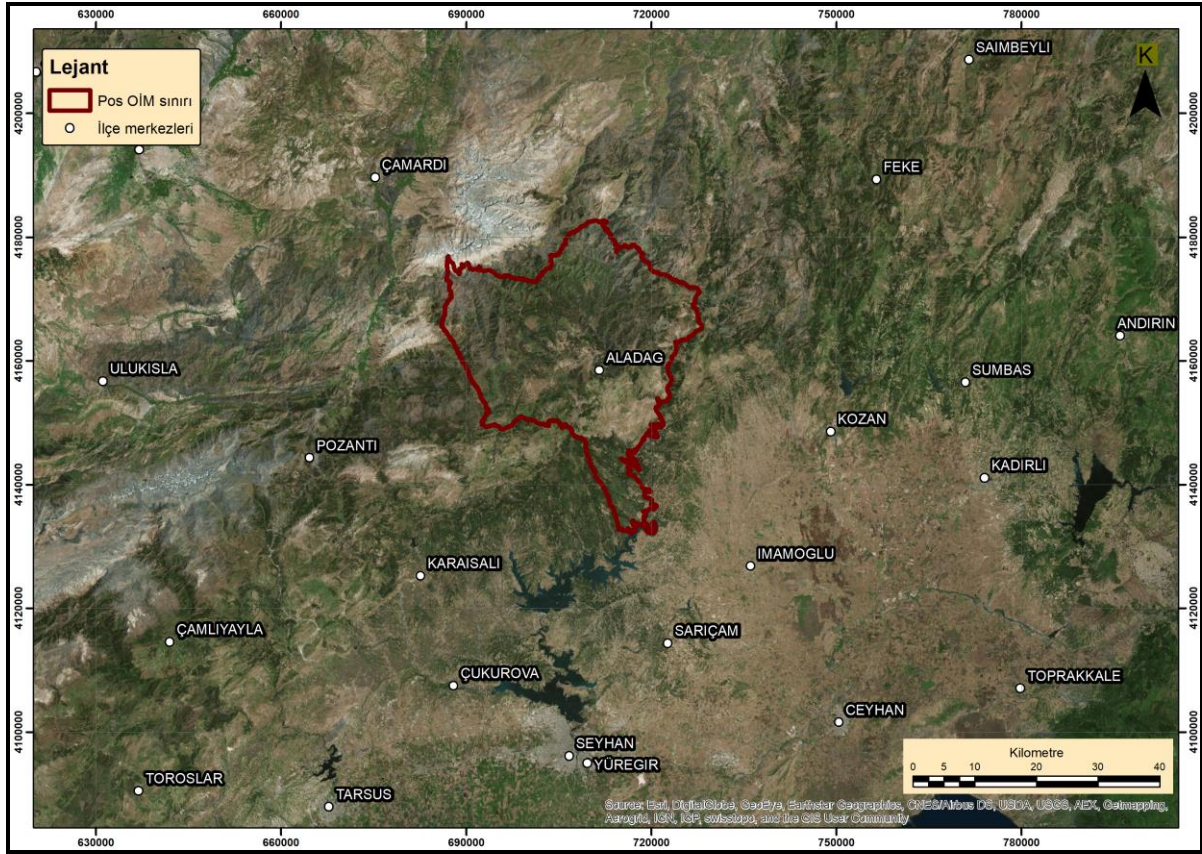 630000 660000 690000 720000 750000 780000
Lejant
Pos OİM sınırı
İlçe merkezleri
K
SAIMBEYLI
4200000 4200000
ÇAMARDI
FEKE
4180000 4180000
ANDIRIN
4160000 4160000
ALADAG
ULUKISLA
SUMBAS
KOZAN
POZANTI
KADIRLI
4140000 4140000
IMAMOGLU
KARAISALI
4120000 4120000
ÇAMLIYAYLA
SARIÇAM
ÇUKUROVA
TOPRAKKALE
CEYHAN
4100000 4100000
SEYHAN
YÜREGIR
Kilometre
0 5 10 20 30 40
TOROSLAR
TARSUS
Source: Esri, DigitalGlobe, GeoEye, Earthstar Geographics, CNES/Airbus DS, USDA, USGS, AEX, Getmapping,
Aerogrid, IGN, IGP, swisstopo, and the GIS User Community
630000 660000 690000 720000 750000 780000